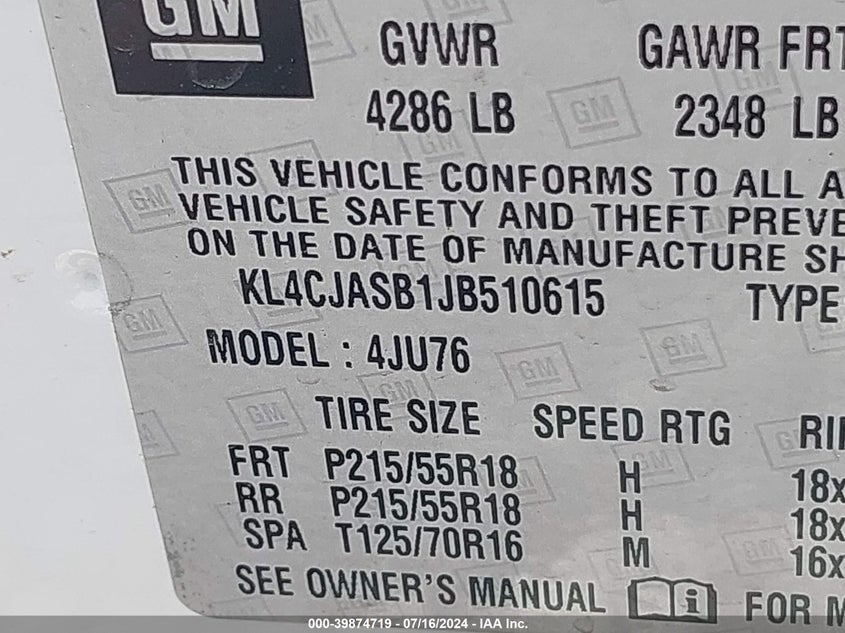 GM
GVWR GAWR FRT
4286 LB 2348 LB
THIS VEHICLE CONFORMS TO ALL A
VEHICLE SAFETY AND THEFT PREVE
ON THE DATE OF MANUFACTURE SH
KL4CJASB1JB510615 TYPE
MODEL : 4JU76
TIRE SIZE SPEED RTG RI
FRT P215/55R18 H 18x
RR P215/55R18 H 18x
SPA T125/70R16 M 16x
SEE OWNER'S MANUAL i FOR M
000-39874719 - 07/16/2024 - IAA Inc.